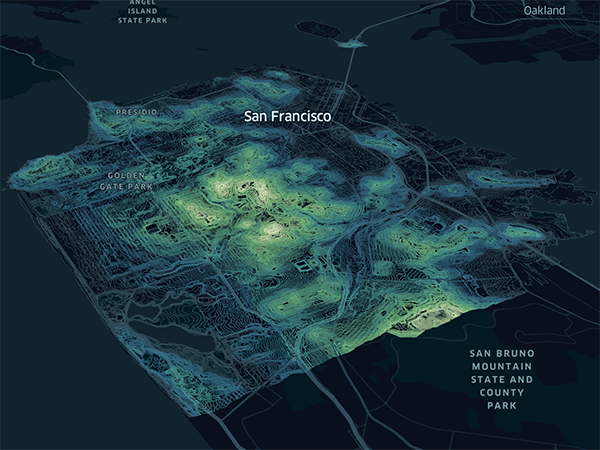 ANGEL
ISLAND
STATE PARK
Oakland
PRESIDIO
San Francisco
GOLDEN
GATE PARK
SAN BRUNO
MOUNTAIN
STATE AND
COUNTY
PARK